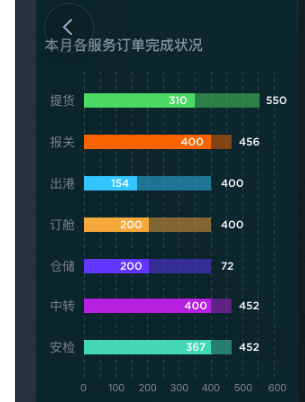 本月各服务订单完成状况
提货 310 550
报关 400 456
出港 154 400
订舱 200 400
仓储 200 72
中转 400 452
安检 367 452
0 100 200 300 400 500 600